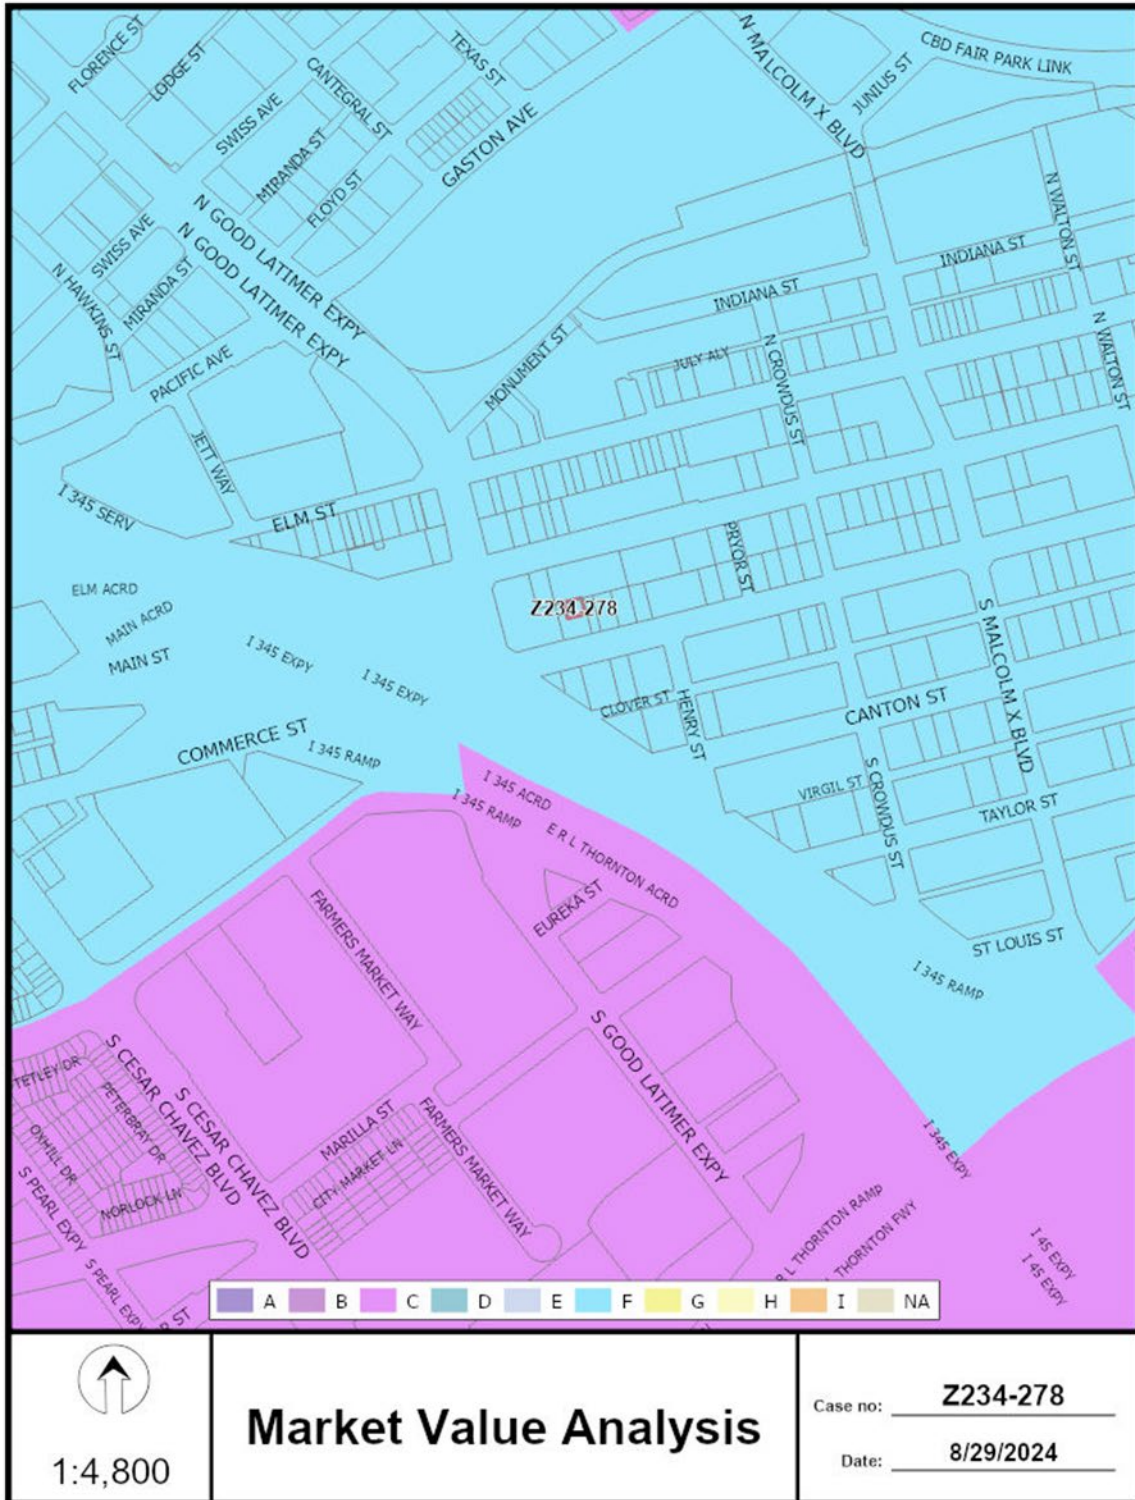 FLORENCE ST
LODGE ST
TEXAS ST
CANTEGRAL ST
N MALCOLM X BLVD
CBD FAIR PARK LINK
JUNIUS ST
SWISS AVE
MIRANDA ST
FLOYD ST
GASTON AVE
N GOOD LATIMER EXPY
N GOOD LATIMER EXPY
SWISS AVE
MIRANDA ST
N HAWKINS ST
PACIFIC AVE
N WALTON ST
INDIANA ST
INDIANA ST
MONUMENT ST
JULY ALY
N CROWDUS ST
N WALTON ST
JETT WAY
I 345 SERV
ELM ST
PRYOR ST
ELM ACRD
MAIN ACRD
MAIN ST
I 345 EXPY
I 345 EXPY
Z234-278
S MALCOLM X BLVD
CLOVER ST
HENRY ST
CANTON ST
COMMERCE ST
I 345 RAMP
I 345 ACRD
I 345 RAMP
VIRGIL ST
S CROWDUS ST
TAYLOR ST
E R L THORNTON ACRD
EUREKA ST
FARMERS MARKET WAY
ST LOUIS ST
I 345 RAMP
S GOOD LATIMER EXPY
TETLEY DR
S CESAR CHAVEZ BLVD
S CESAR CHAVEZ BLVD
PETERBRAY DR
OXHILL DR
NORLOCK LN
MARILLA ST
CITY MARKET LN
FARMERS MARKET WAY
I 345 EXPY
S PEARL EXPY
S PEARL EXPY
ST
R L THORNTON RAMP
THORNTON FWY
I 45 EXPY
I 45 EXPY
A B C D E F G H I NA
1:4,800
Market Value Analysis
Case no: Z234-278
Date: 8/29/2024